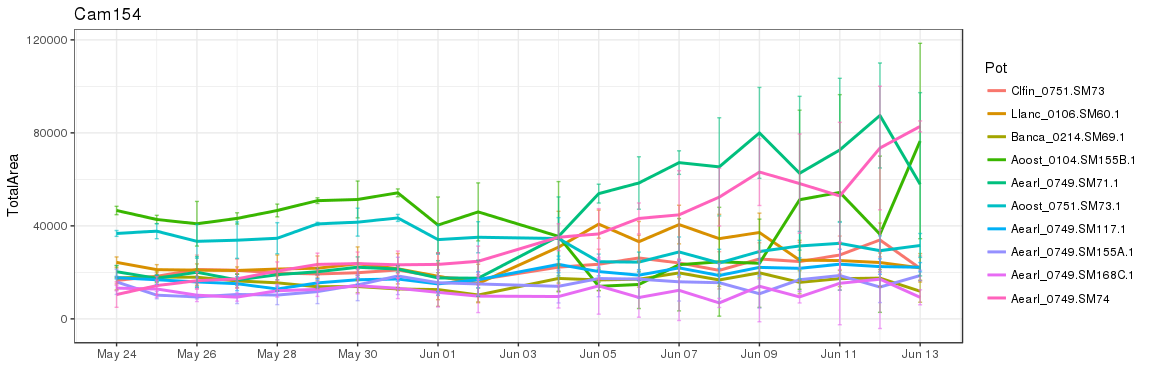 Cam154
TotalArea
120000
80000
40000
0
May 24 May 26 May 28 May 30 Jun 01 Jun 03 Jun 05 Jun 07 Jun 09 Jun 11 Jun 13
Pot
Clfin_0751.SM73
Llanc_0106.SM60.1
Banca_0214.SM69.1
Aoost_0104.SM155B.1
Aearl_0749.SM71.1
Aoost_0751.SM73.1
Aearl_0749.SM117.1
Aearl_0749.SM155A.1
Aearl_0749.SM168C.1
Aearl_0749.SM74